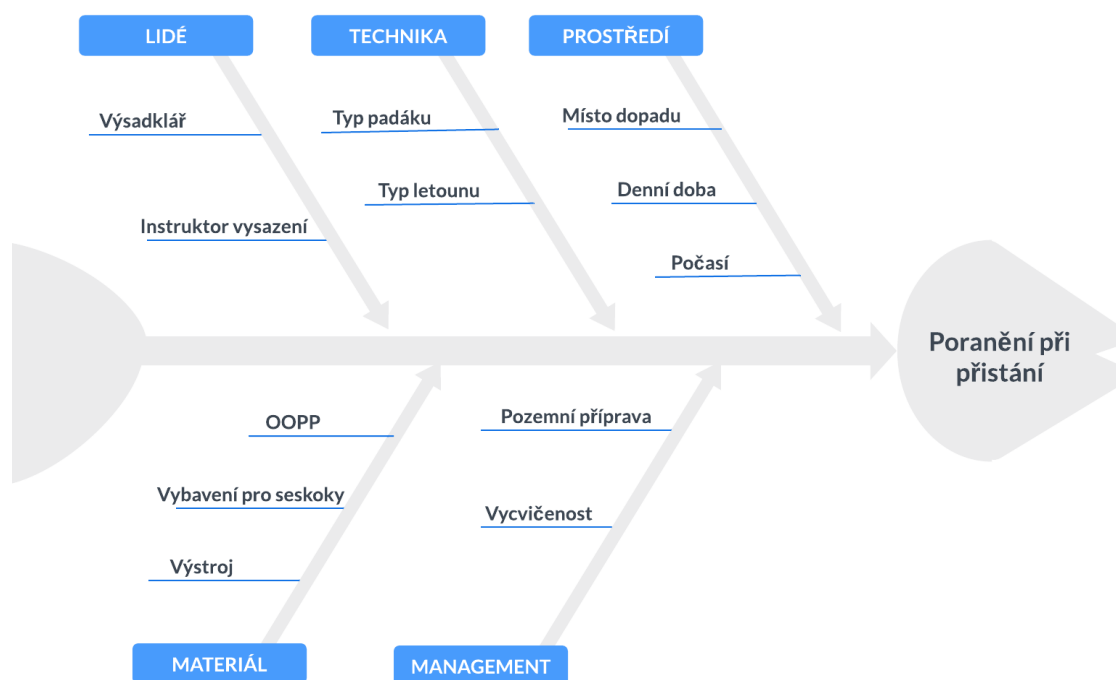 LIDÉ
TECHNIKA
PROSTŘEDÍ
Výsadklář
Typ padáku
Místo dopadu
Typ letounu
Denní doba
Instruktor vysazení
Počasí
Poranění při
přistání
OOPP
Pozemní příprava
Vybavení pro seskoky
Vycvičenost
Výstroj
MATERIÁL
MANAGEMENT